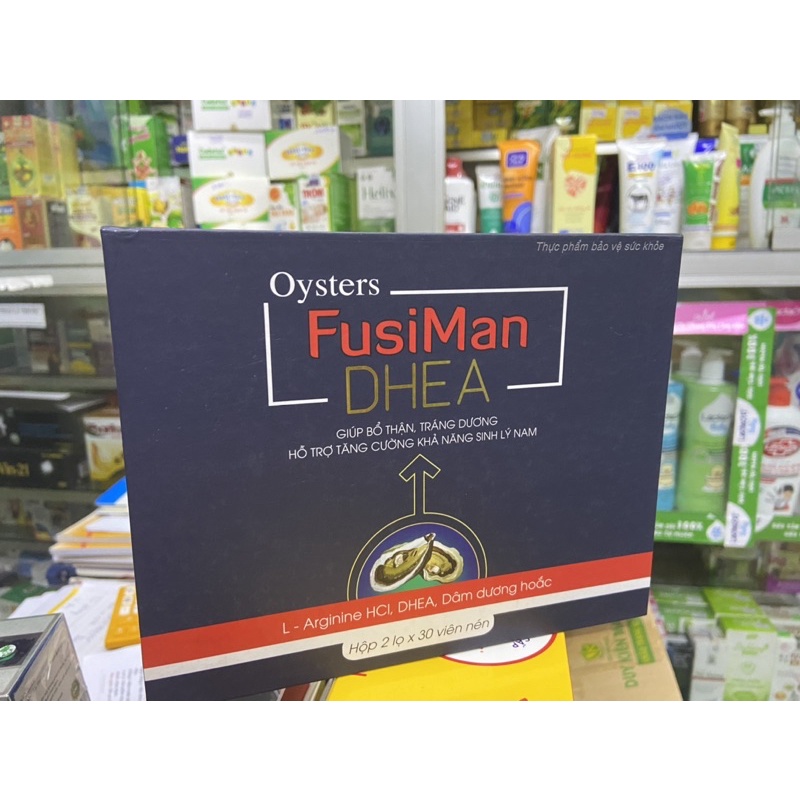 Thực phẩm bảo vệ sức khỏe
Oysters
FusiMan
DHEA
GIÚP BỔ THẬN, TRÁNG DƯƠNG
HỖ TRỢ TĂNG CƯỜNG KHẢ NĂNG SINH LÝ NAM
L - Arginine HCl, DHEA, Dâm dương hoắc
Hộp 2 lọ x 30 viên nén